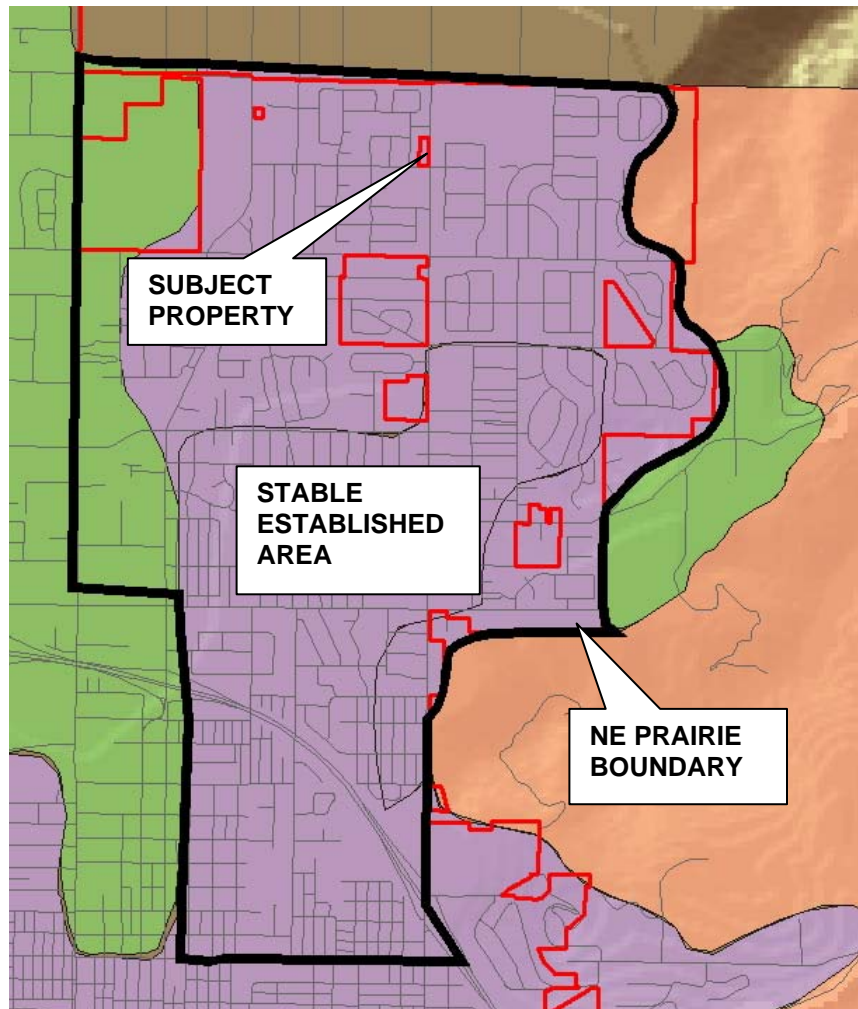 SUBJECT
PROPERTY
STABLE
ESTABLISHED
AREA
NE PRAIRIE
BOUNDARY